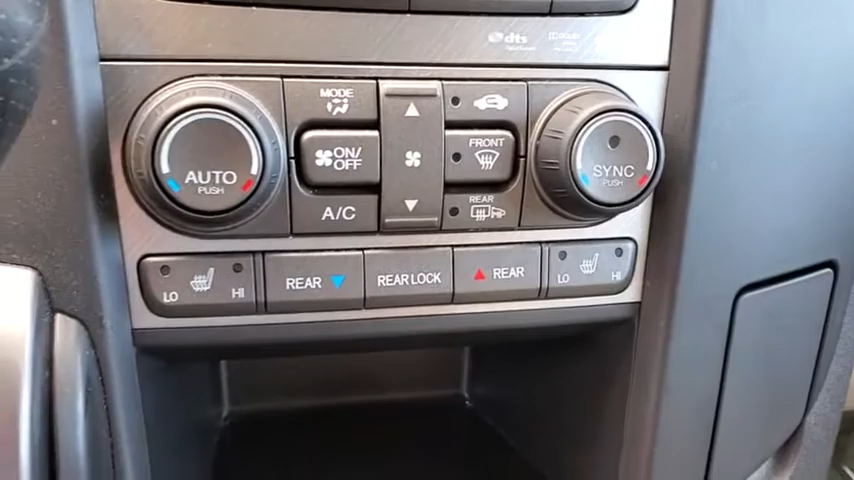 dts
MODE
FRONT
ON/
OFF
AUTO
PUSH
SYNC
PUSH
REAR
A/C
LO
HI
REAR
REAR LOCK
REAR
LO
HI